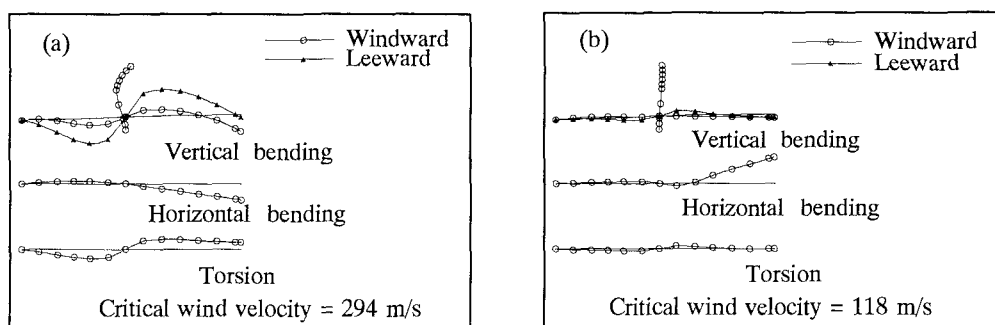 (a)
Windward
Leeward
Vertical bending
Horizontal bending
Torsion
Critical wind velocity = 294 m/s
(b)
Windward
Leeward
Vertical bending
Horizontal bending
Torsion
Critical wind velocity = 118 m/s